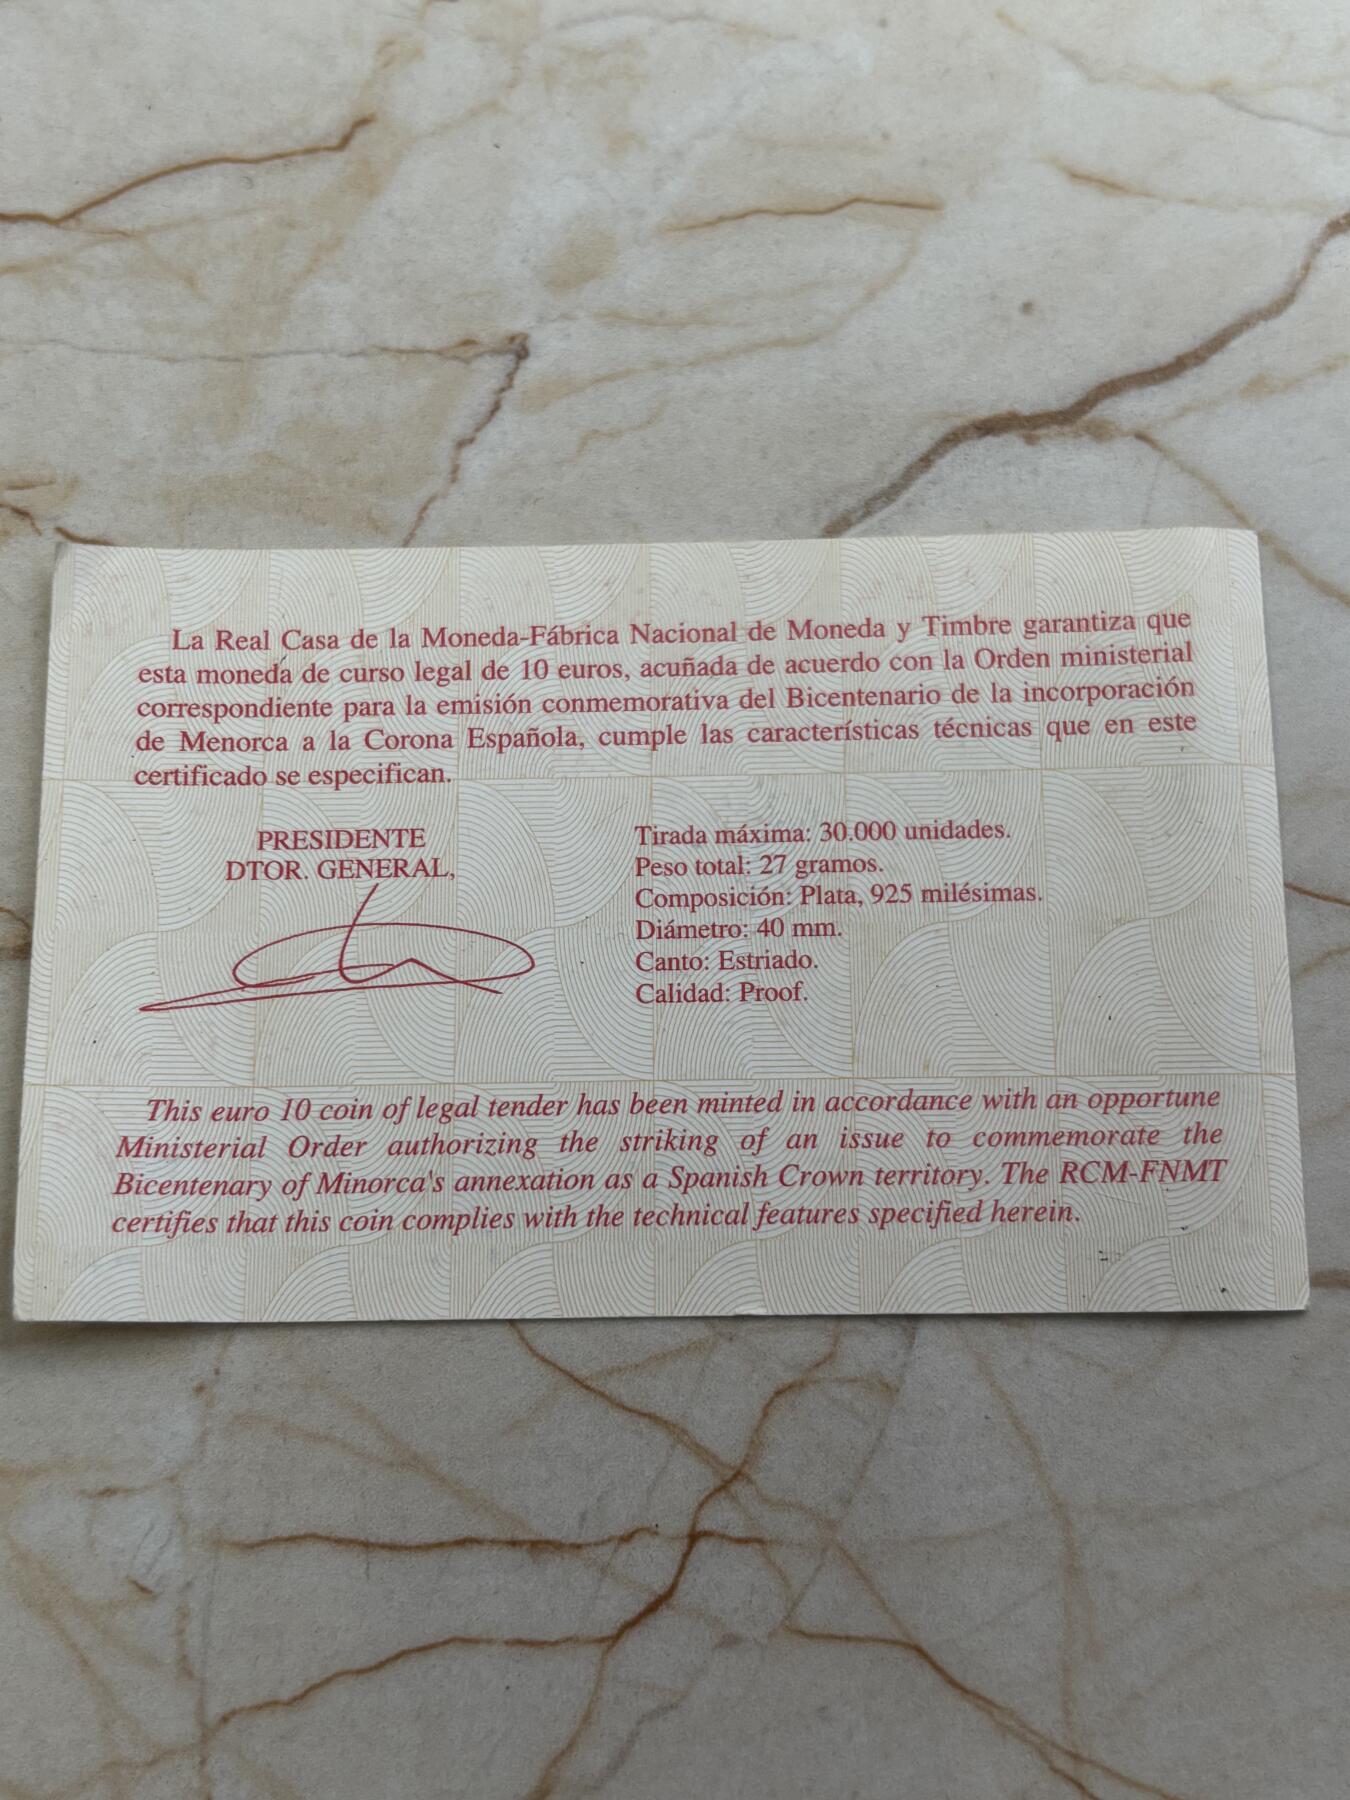 La Real Casa de la Moneda-Fábrica Nacional de Moneda y Timbre garantiza que
esta moneda de curso legal de 10 euros, acuñada de acuerdo con la Orden ministerial
correspondiente para la emisión conmemorativa del Bicentenario de la incorporación
de Menorca a la Corona Española, cumple las características técnicas que en este
certificado se especifican.
PRESIDENTE
DTOR. GENERAL,
Tirada máxima: 30.000 unidades.
Peso total: 27 gramos.
Composición: Plata, 925 milésimas.
Diámetro: 40 mm.
Canto: Estriado.
Calidad: Proof.
This euro 10 coin of legal tender has been minted in accordance with an opportune
Ministerial Order authorizing the striking of an issue to commemorate the
Bicentenary of Minorca's annexation as a Spanish Crown territory. The RCM-FNMT
certifies that this coin complies with the technical features specified herein.